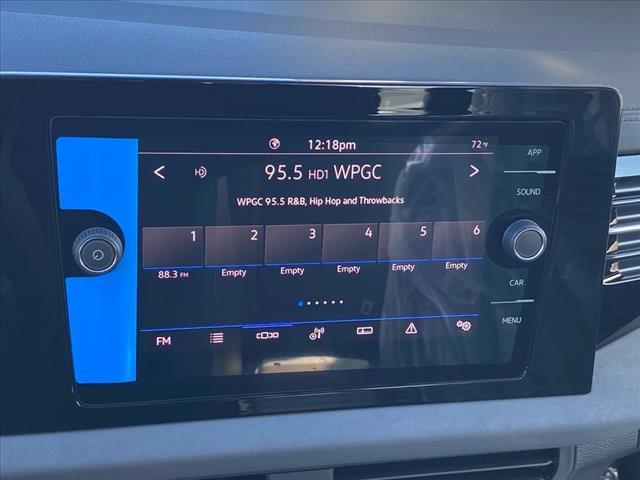 12:18pm 72°F
APP
HD 95.5 HD1 WPGC
SOUND
WPGC 95.5 R&B, Hip Hop and Throwbacks
1 2 3 4 5 6
88.3 FM Empty Empty Empty Empty Empty
CAR
MENU
FM